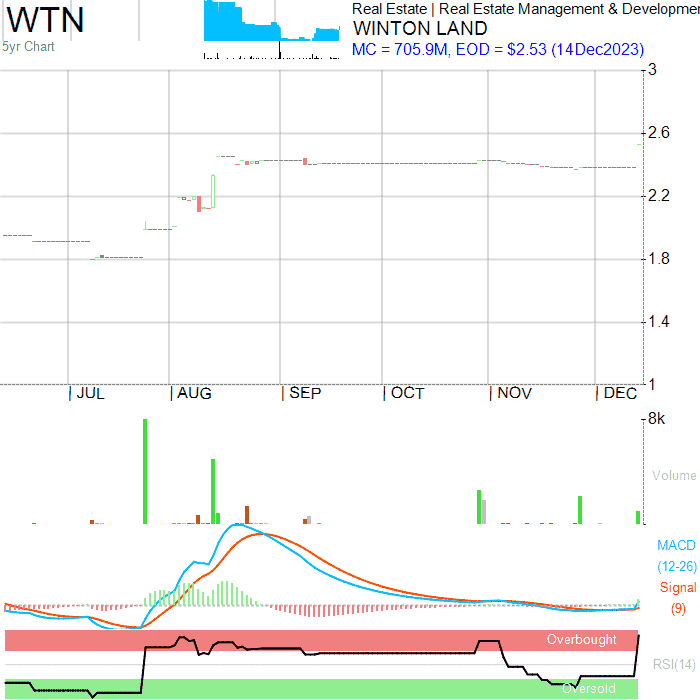 WTN
5yr Chart
Real Estate | Real Estate Management & Developmen
WINTON LAND
MC = 705.9M, EOD = $2.53 (14Dec2023)
3
2.6
2.2
1.8
1.4
1
JUL AUG SEP OCT NOV DEC
8k
Volume
MACD
(12-26)
Signal
(9)
Overbought
RSI(14)
Oversold